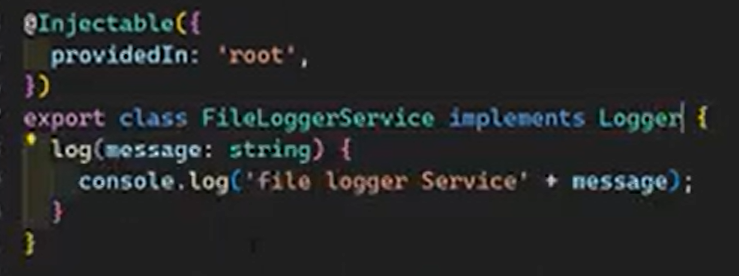 @Injectable({
  providedIn: 'root',
})
export class FileLoggerService implements Logger {
  log(message: string) {
    console.log('file logger Service' + message);
  }
}